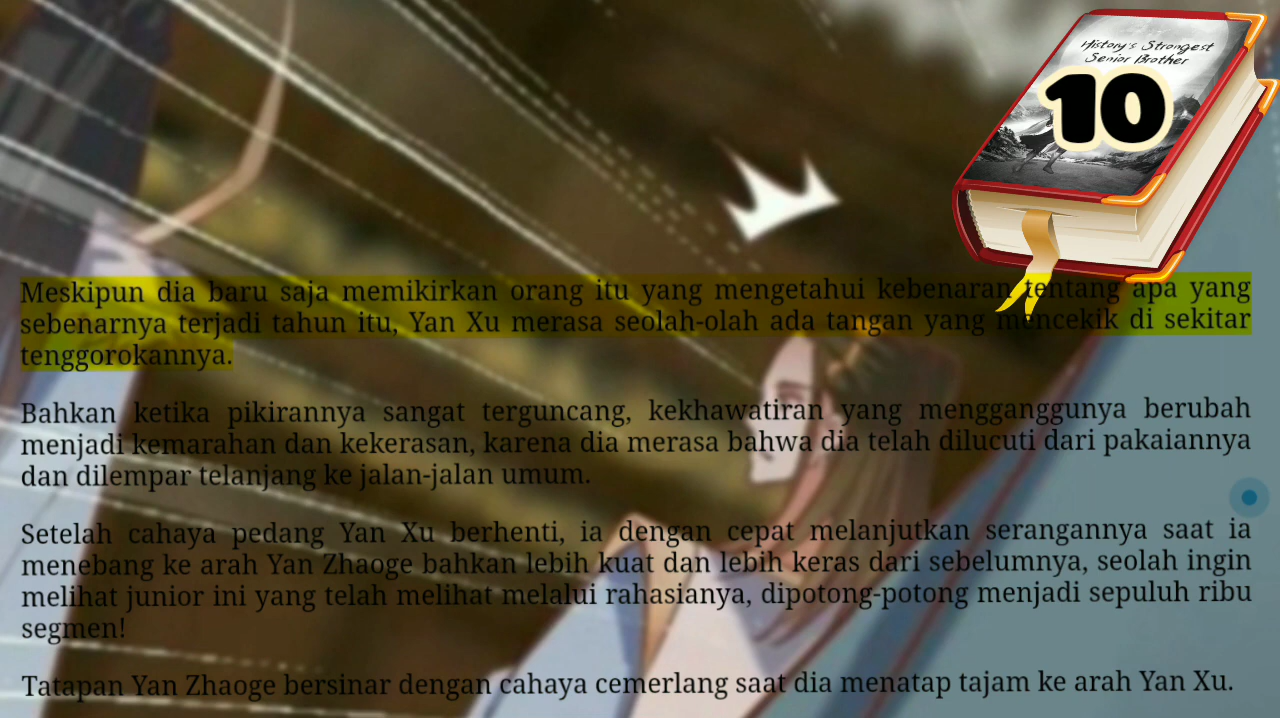 History's Strongest
Senior Brother
10
Meskipun dia baru saja memikirkan orang itu yang mengetahui kebenaran tentang apa yang
sebenarnya terjadi tahun itu, Yan Xu merasa seolah-olah ada tangan yang mencekik di sekitar
tenggorokannya.
Bahkan ketika pikirannya sangat terguncang, kekhawatiran yang mengganggunya berubah
menjadi kemarahan dan kekerasan, karena dia merasa bahwa dia telah dilucuti dari pakaiannya
dan dilempar telanjang ke jalan-jalan umum.
Setelah cahaya pedang Yan Xu berhenti, ia dengan cepat melanjutkan serangannya saat ia
menebang ke arah Yan Zhaoge bahkan lebih kuat dan lebih keras dari sebelumnya, seolah ingin
melihat junior ini yang telah melihat melalui rahasianya, dipotong-potong menjadi sepuluh ribu
segmen!
Tatapan Yan Zhaoge bersinar dengan cahaya cemerlang saat dia menatap tajam ke arah Yan Xu.